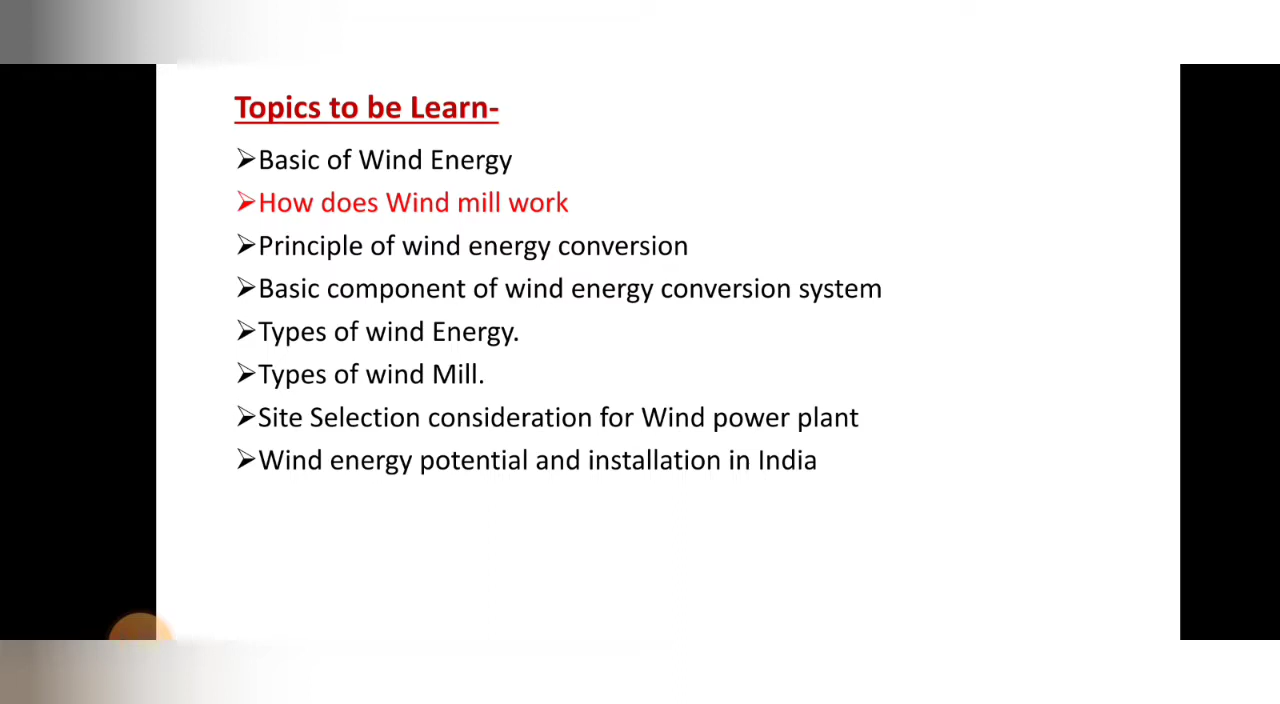 Topics to be Learn-
➢Basic of Wind Energy
➢How does Wind mill work
➢Principle of wind energy conversion
➢Basic component of wind energy conversion system
➢Types of wind Energy.
➢Types of wind Mill.
➢Site Selection consideration for Wind power plant
➢Wind energy potential and installation in India